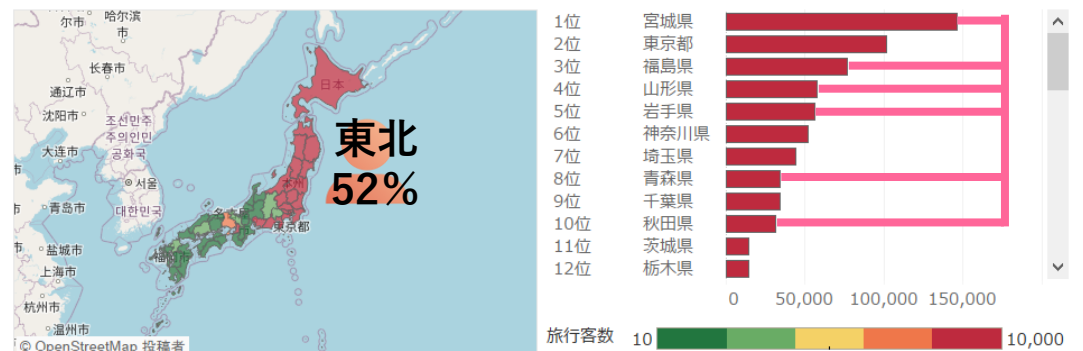 尔市
哈尔滨
市
长春市
通辽市
沈阳市
조선민주
주의인민
공화국
大连市
서울
대한민국
青岛市
盐城市
上海市
杭州市
温州市
日本
本州
東京都
東北
52%
© OpenStreetMap 投稿者
1位 宮城県
2位 東京都
3位 福島県
4位 山形県
5位 岩手県
6位 神奈川県
7位 埼玉県
8位 青森県
9位 千葉県
10位 秋田県
11位 茨城県
12位 栃木県
0 50,000 100,000 150,000
旅行客数 10 10,000